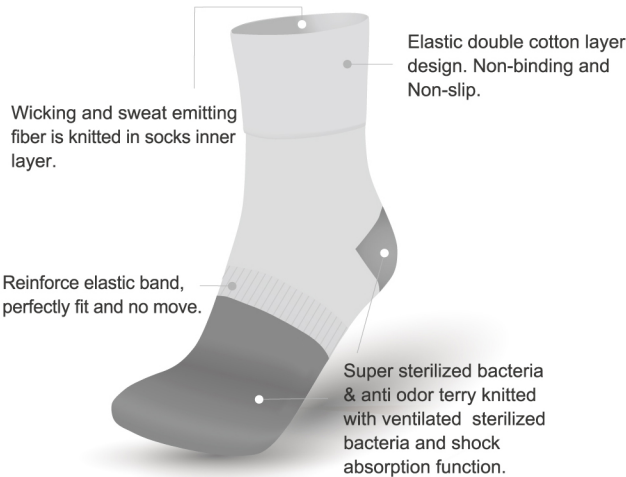 Elastic double cotton layer
design. Non-binding and
Non-slip.
Wicking and sweat emitting
fiber is knitted in socks inner
layer.
Reinforce elastic band,
perfectly fit and no move.
Super sterilized bacteria
& anti odor terry knitted
with ventilated sterilized
bacteria and shock
absorption function.